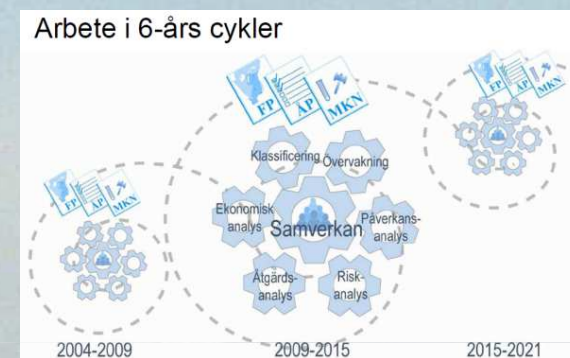 Arbete i 6-års cykler
FP ÅP MKN
FP ÅP MKN
FP ÅP MKN
Klassificering
Övervakning
Ekonomisk
analys
Samverkan
Påverkans-
analys
Åtgärds-
analys
Risk-
analys
2004-2009
2009-2015
2015-2021